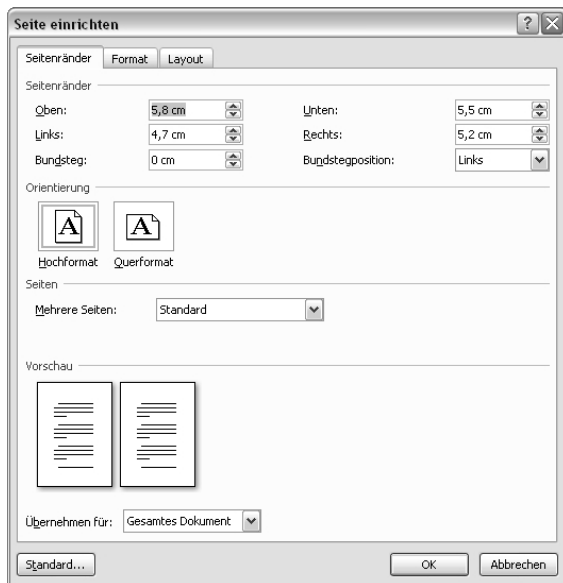 Seite einrichten
Seitenränder Format Layout
Seitenränder
Oben: 5,8 cm Unten: 5,5 cm
Links: 4,7 cm Rechts: 5,2 cm
Bundsteg: 0 cm Bundstegposition: Links
Orientierung
A A
Hochformat Querformat
Seiten
Mehrere Seiten: Standard
Vorschau
Übernehmen für: Gesamtes Dokument
Standard... OK Abbrechen